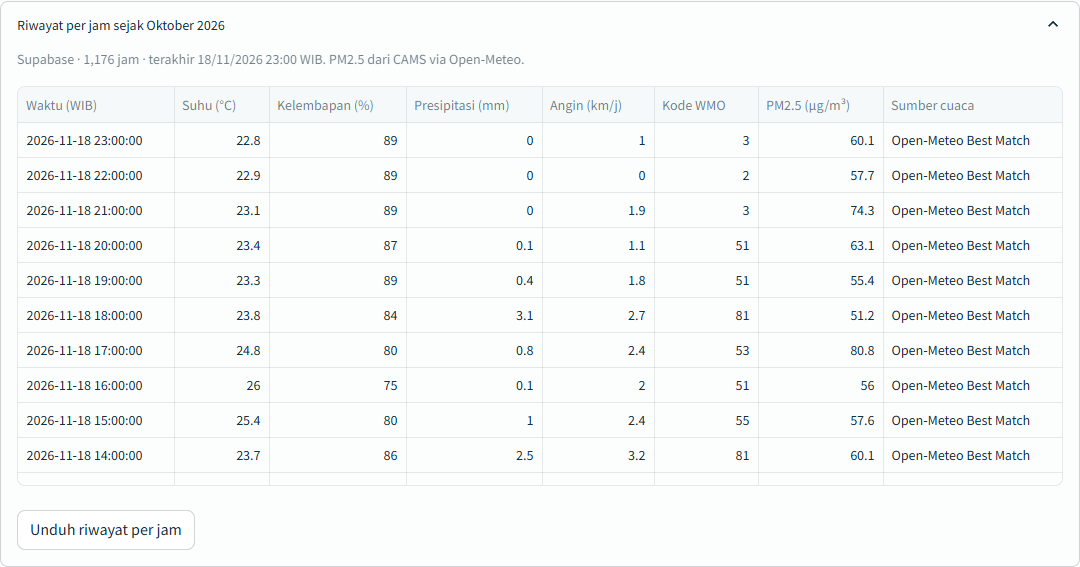 Riwayat per jam sejak Oktober 2026
Supabase · 1,176 jam · terakhir 18/11/2026 23:00 WIB. PM2.5 dari CAMS via Open-Meteo.
Waktu (WIB) Suhu (°C) Kelembapan (%) Presipitasi (mm) Angin (km/j) Kode WMO PM2.5 (µg/m³) Sumber cuaca
2026-11-18 23:00:00 22.8 89 0 1 3 60.1 Open-Meteo Best Match
2026-11-18 22:00:00 22.9 89 0 0 2 57.7 Open-Meteo Best Match
2026-11-18 21:00:00 23.1 89 0 1.9 3 74.3 Open-Meteo Best Match
2026-11-18 20:00:00 23.4 87 0.1 1.1 51 63.1 Open-Meteo Best Match
2026-11-18 19:00:00 23.3 89 0.4 1.8 51 55.4 Open-Meteo Best Match
2026-11-18 18:00:00 23.8 84 3.1 2.7 81 51.2 Open-Meteo Best Match
2026-11-18 17:00:00 24.8 80 0.8 2.4 53 80.8 Open-Meteo Best Match
2026-11-18 16:00:00 26 75 0.1 2 51 56 Open-Meteo Best Match
2026-11-18 15:00:00 25.4 80 1 2.4 55 57.6 Open-Meteo Best Match
2026-11-18 14:00:00 23.7 86 2.5 3.2 81 60.1 Open-Meteo Best Match
Unduh riwayat per jam